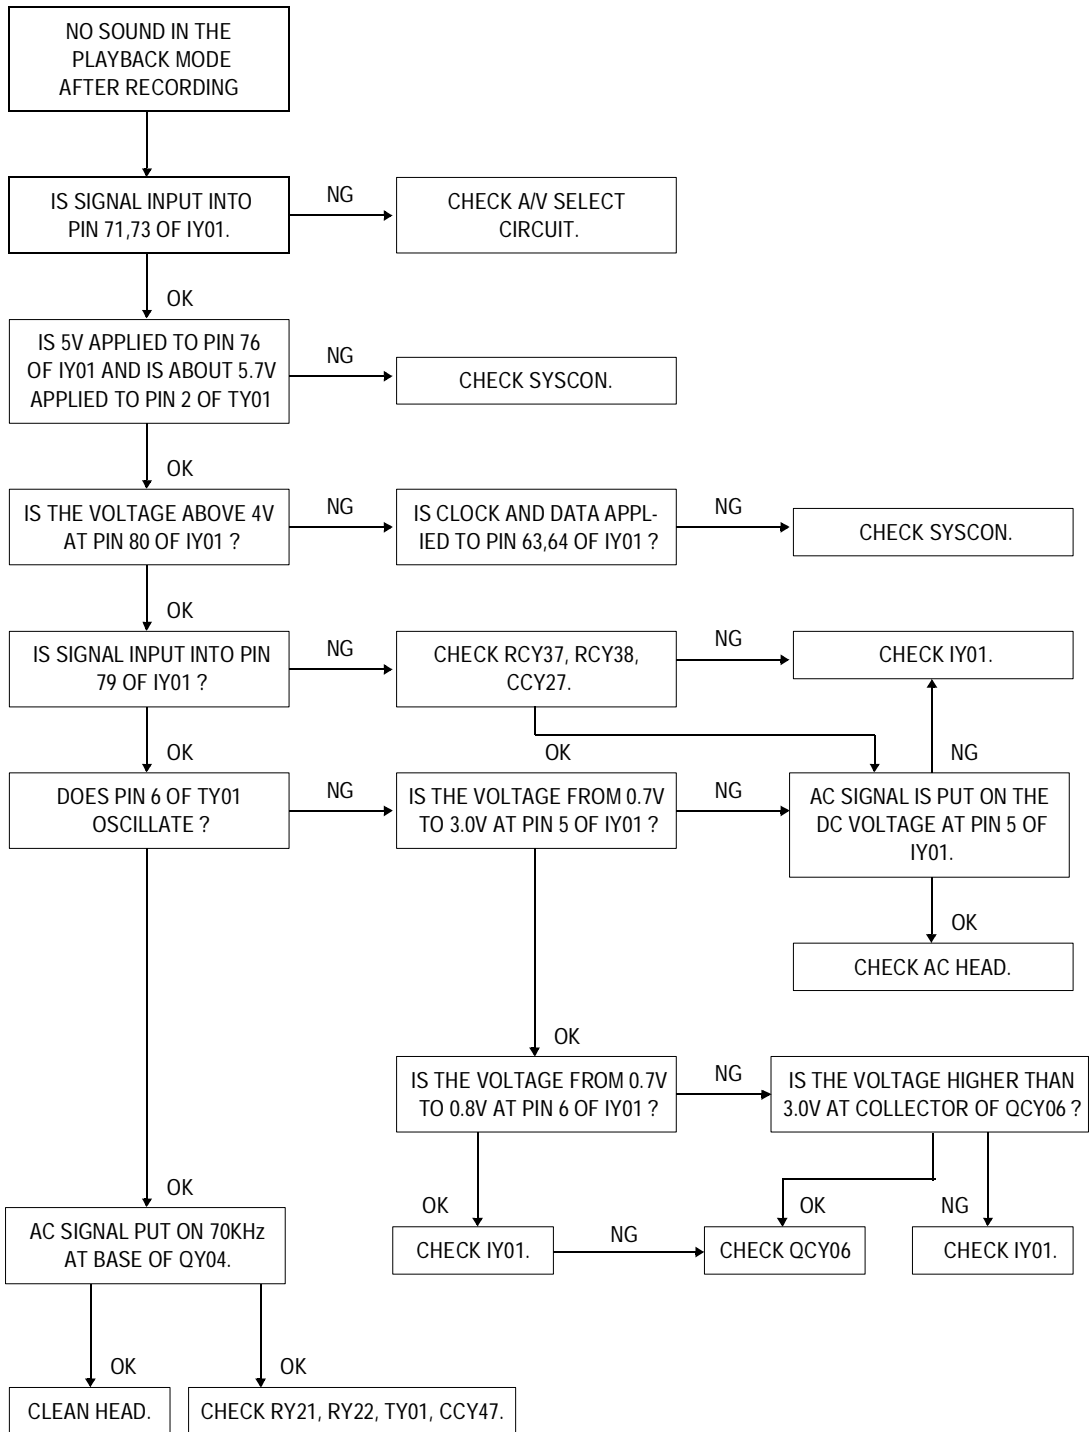 NO SOUND IN THE
PLAYBACK MODE
AFTER RECORDING
IS SIGNAL INPUT INTO
PIN 71,73 OF IY01.
NG
CHECK A/V SELECT
CIRCUIT.
OK
IS 5V APPLIED TO PIN 76
OF IY01 AND IS ABOUT 5.7V
APPLIED TO PIN 2 OF TY01
NG
CHECK SYSCON.
OK
IS THE VOLTAGE ABOVE 4V
AT PIN 80 OF IY01 ?
NG
IS CLOCK AND DATA APPL-
IED TO PIN 63,64 OF IY01 ?
NG
CHECK SYSCON.
OK
IS SIGNAL INPUT INTO PIN
79 OF IY01 ?
NG
CHECK RCY37, RCY38,
CCY27.
NG
CHECK IY01.
OK
OK
NG
DOES PIN 6 OF TY01
OSCILLATE ?
NG
IS THE VOLTAGE FROM 0.7V
TO 3.0V AT PIN 5 OF IY01 ?
NG
AC SIGNAL IS PUT ON THE
DC VOLTAGE AT PIN 5 OF
IY01.
OK
CHECK AC HEAD.
OK
IS THE VOLTAGE FROM 0.7V
TO 0.8V AT PIN 6 OF IY01 ?
NG
IS THE VOLTAGE HIGHER THAN
3.0V AT COLLECTOR OF QCY06 ?
OK
AC SIGNAL PUT ON 70KHz
AT BASE OF QY04.
OK
CHECK IY01.
NG
OK
CHECK QCY06
NG
CHECK IY01.
OK
OK
CLEAN HEAD.
CHECK RY21, RY22, TY01, CCY47.